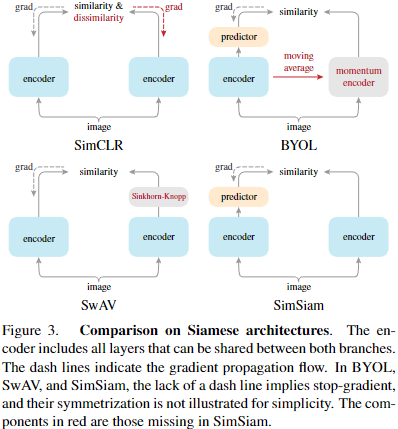 grad
similarity &
dissimilarity
grad
encoder
encoder
image
SimCLR
grad
similarity
predictor
encoder
moving
average
momentum
encoder
image
BYOL
grad
similarity
Sinkhorn-Knopp
encoder
encoder
image
SwAV
grad
similarity
predictor
encoder
encoder
image
SimSiam
Figure 3. Comparison on Siamese architectures. The en-
coder includes all layers that can be shared between both branches.
The dash lines indicate the gradient propagation flow. In BYOL,
SwAV, and SimSiam, the lack of a dash line implies stop-gradient,
and their symmetrization is not illustrated for simplicity. The com-
ponents in red are those missing in SimSiam.